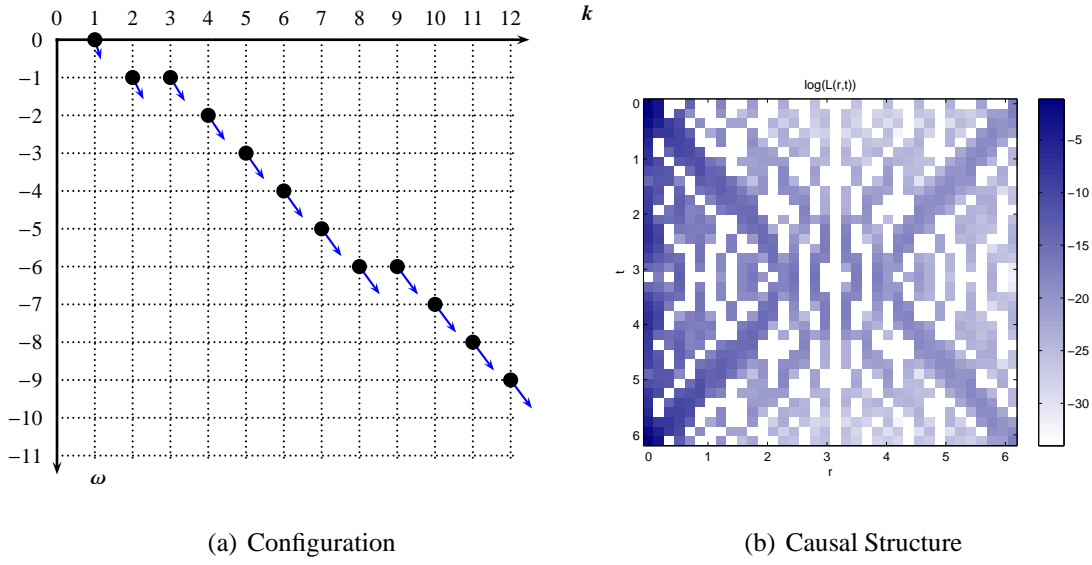 0 1 2 3 4 5 6 7 8 9 10 11 12
k
0
−1
−2
−3
−4
−5
−6
−7
−8
−9
−10
−11
ω
log(L(r,t))
0
1
2
3
4
5
6
t
0 1 2 3 4 5 6
r
−5
−10
−15
−20
−25
−30
(a) Configuration
(b) Causal Structure